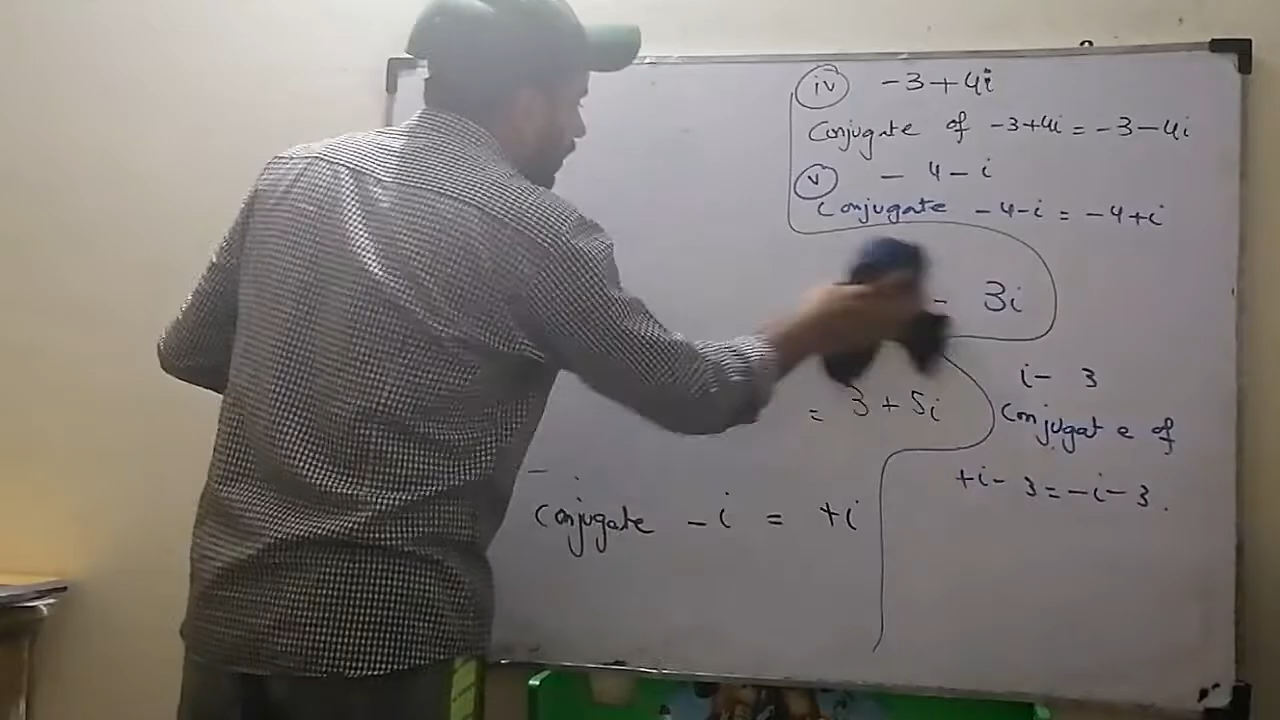 iv -3+4i
Conjugate of -3+4i = -3-4i
v - 4 - i
Conjugate -4-i = -4+i
- 3i
= 3 + 5i
i - 3
Conjugate of
+i - 3 = -i - 3.
Conjugate - i = +i